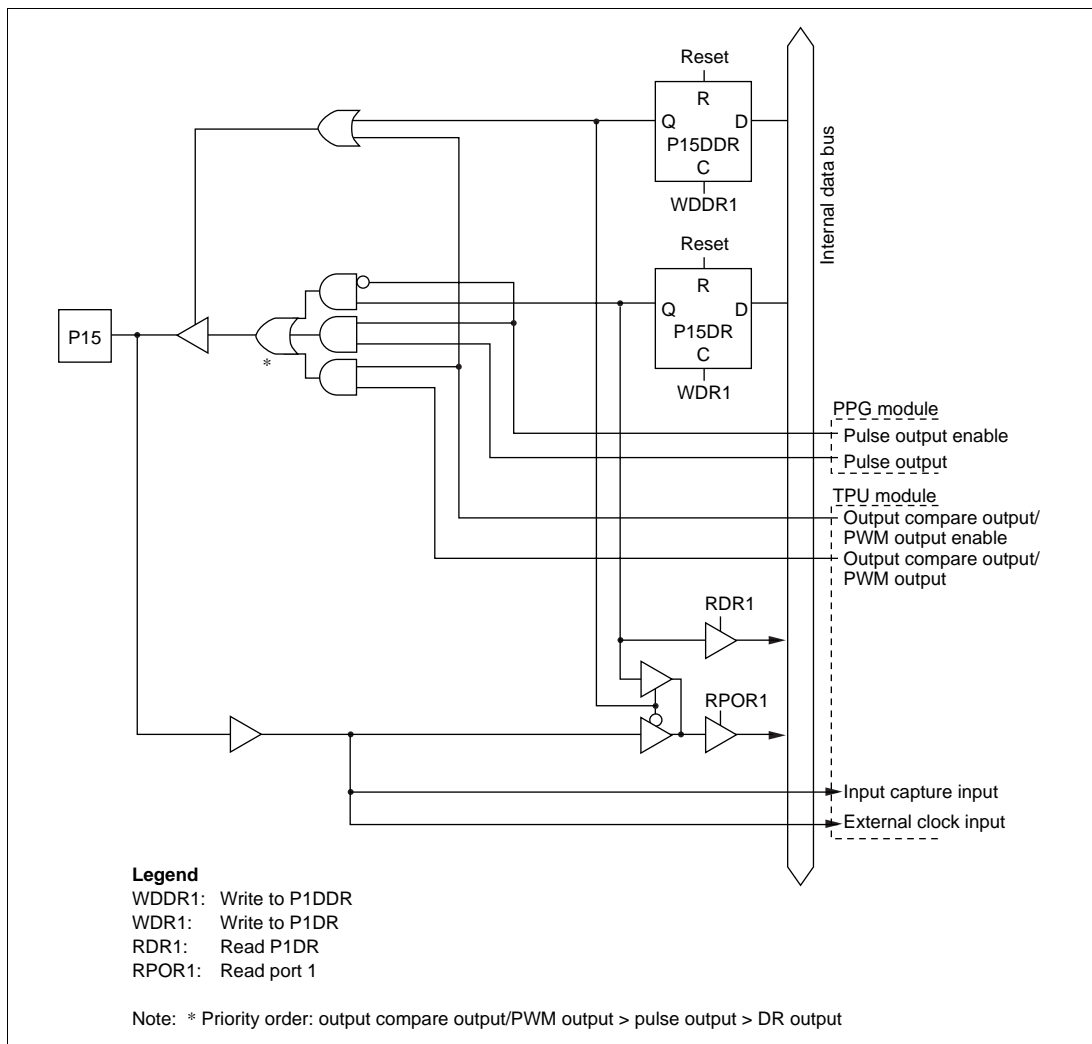 Reset
R
Q D
P15DDR
C
WDDR1
Reset
R
Q D
P15DR
C
WDR1
Internal data bus
P15
*
PPG module
Pulse output enable
Pulse output
TPU module
Output compare output/
PWM output enable
Output compare output/
PWM output
RDR1
RPOR1
Input capture input
External clock input
Legend
WDDR1: Write to P1DDR
WDR1: Write to P1DR
RDR1: Read P1DR
RPOR1: Read port 1
Note: * Priority order: output compare output/PWM output > pulse output > DR output